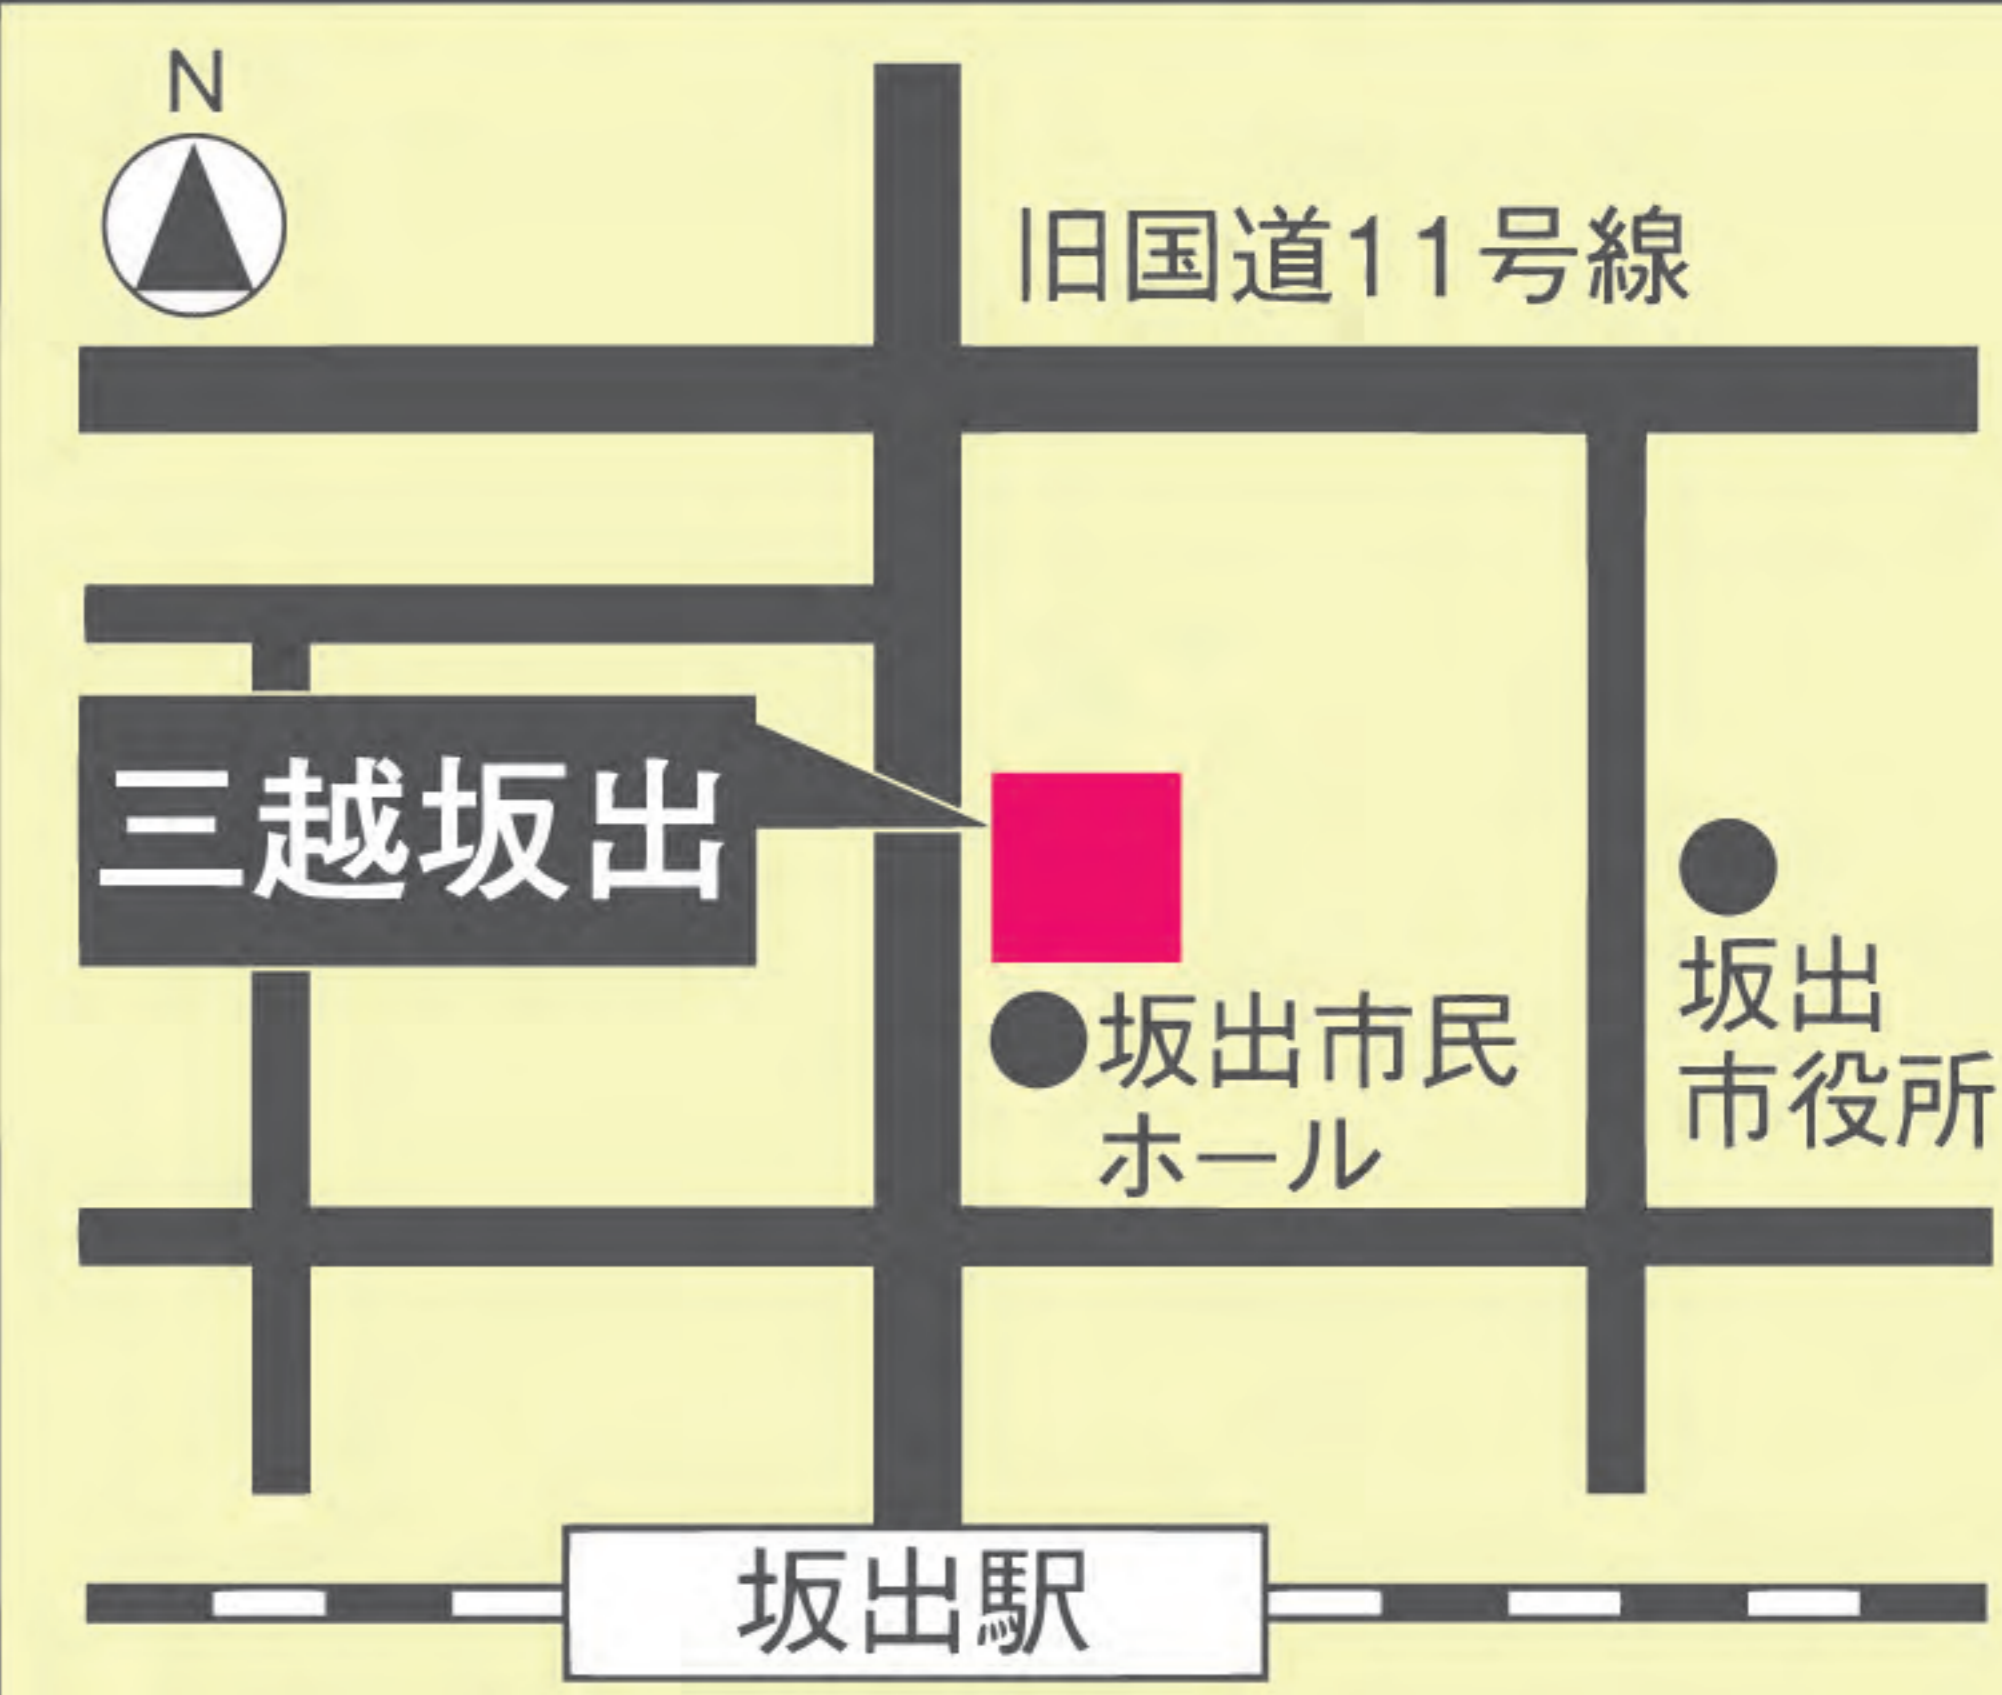 N
旧国道11号線
三越坂出
坂出市民
ホール
坂出
市役所
坂出駅